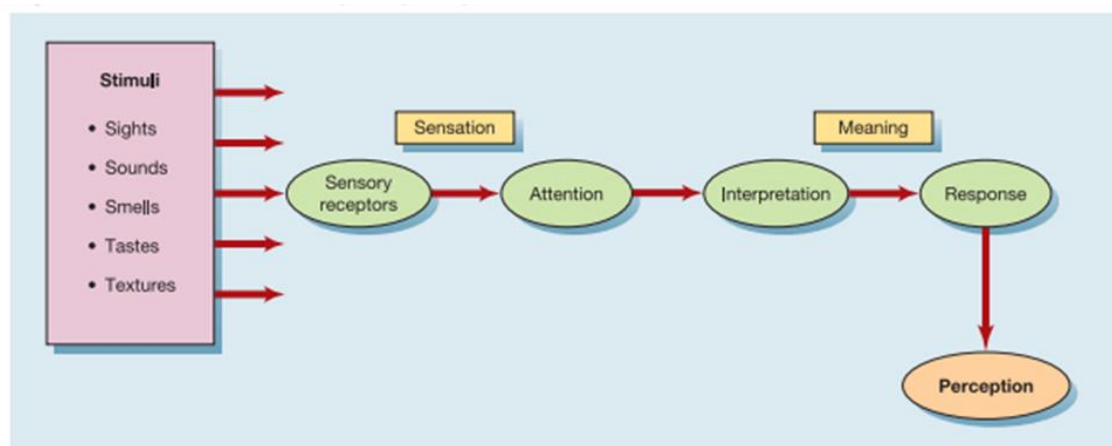 Stimuli
• Sights
• Sounds
• Smells
• Tastes
• Textures
Sensation
Meaning
Sensory
receptors
Attention
Interpretation
Response
Perception